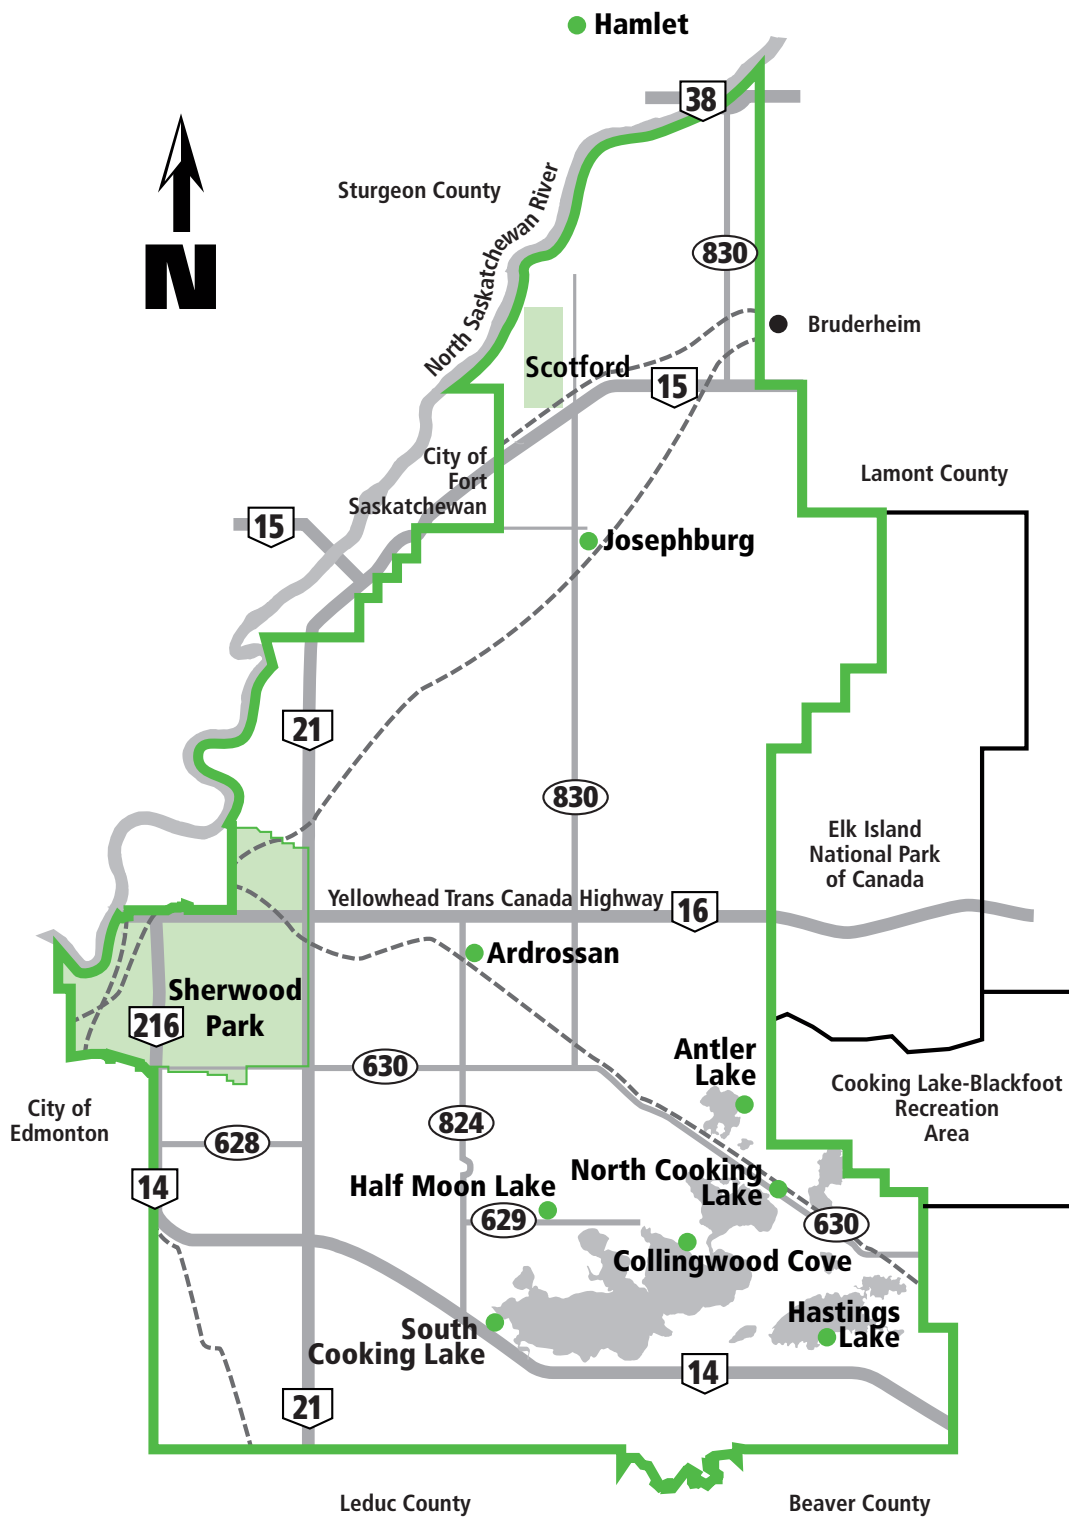 Hamlet
38
Sturgeon County
North Saskatchewan River
N
830
Bruderheim
Scotford
15
City of
Fort
Saskatchewan
Lamont County
15
Josephburg
21
830
Elk Island
National Park
of Canada
Yellowhead Trans Canada Highway
16
Ardrossan
Sherwood
Park
216
Antler
Lake
630
Cooking Lake-Blackfoot
Recreation
Area
City of
Edmonton
824
628
North Cooking
Lake
Half Moon Lake
14
629
630
Collingwood Cove
Hastings
Lake
South
Cooking Lake
14
21
Leduc County
Beaver County